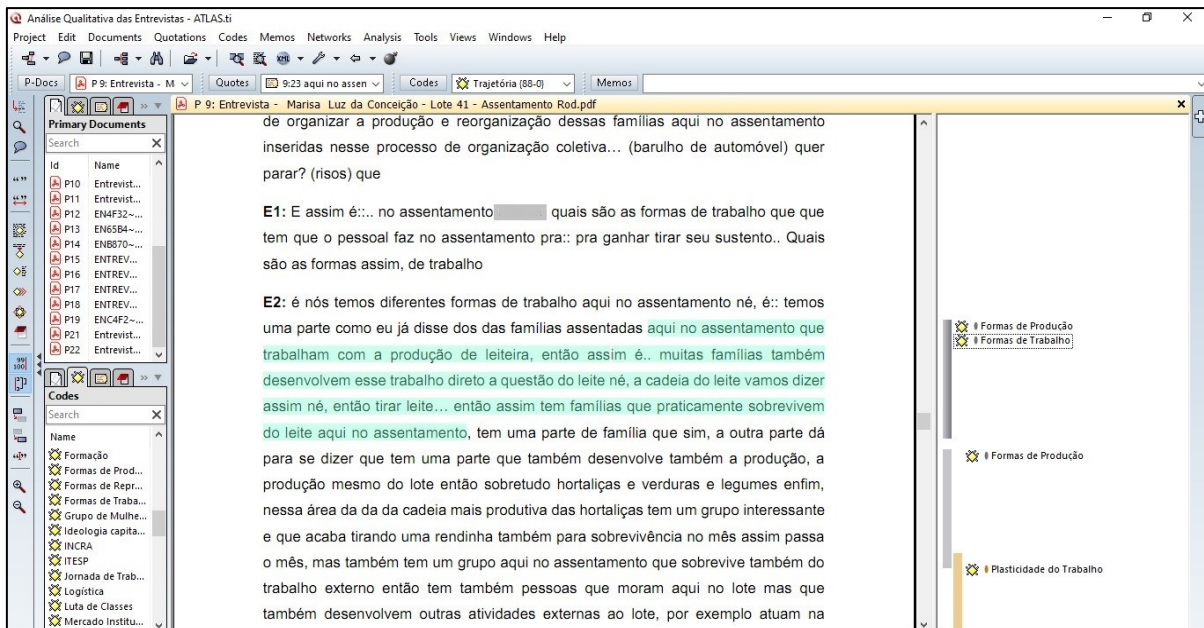 Análise Qualitativa das Entrevistas - ATLAS.ti
Project Edit Documents Quotations Codes Memos Networks Analysis Tools Views Windows Help
P-Docs P 9: Entrevista - M Quotes 9:23 aqui no assen Codes Trajetória (88-0) Memos
P 9: Entrevista - Marisa Luz da Conceição - Lote 41 - Assentamento Rod.pdf
Primary Documents
Search
Id Name
P10 Entrevist...
P11 Entrevist...
P12 EN4F32~...
P13 EN65B4~...
P14 ENB870~...
P15 ENTREV...
P16 ENTREV...
P17 ENTREV...
P18 ENTREV...
P19 ENC4F2~...
P21 Entrevist...
P22 Entrevist...
Codes
Search
Name
Formação
Formas de Prod...
Formas de Repr...
Formas de Traba...
Grupo de Mulhe...
Ideologia capita...
INCRA
ITESP
Jornada de Trab...
Logística
Luta de Classes
Mercado Institu...
de organizar a produção e reorganização dessas famílias aqui no assentamento
inseridas nesse processo de organização coletiva... (barulho de automóvel) quer
parar? (risos) que
E1: E assim é::.. no assentamento quais são as formas de trabalho que que
tem que o pessoal faz no assentamento pra:: pra ganhar tirar seu sustento.. Quais
são as formas assim, de trabalho
E2: é nós temos diferentes formas de trabalho aqui no assentamento né, é:: temos
uma parte como eu já disse dos das famílias assentadas aqui no assentamento que
trabalham com a produção de leiteira, então assim é.. muitas famílias também
desenvolvem esse trabalho direto a questão do leite né, a cadeia do leite vamos dizer
assim né, então tirar leite... então assim tem famílias que praticamente sobrevivem
do leite aqui no assentamento, tem uma parte de família que sim, a outra parte dá
para se dizer que tem uma parte que também desenvolve também a produção, a
produção mesmo do lote então sobretudo hortaliças e verduras e legumes enfim,
nessa área da da da cadeia mais produtiva das hortaliças tem um grupo interessante
e que acaba tirando uma rendinha também para sobrevivência no mês assim passa
o mês, mas também tem um grupo aqui no assentamento que sobrevive também do
trabalho externo então tem também pessoas que moram aqui no lote mas que
também desenvolvem outras atividades externas ao lote, por exemplo atuam na
Formas de Produção
Formas de Trabalho
Formas de Produção
Plasticidade do Trabalho